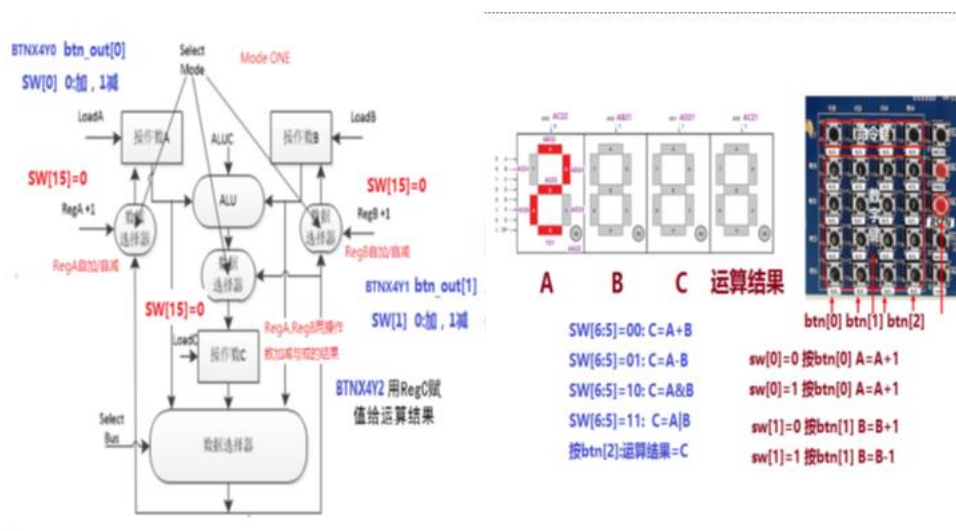 BTNX4Y0 btn_out[0]
SW[0] 0:加，1减
Select
Mode
Mode ONE
LoadA
操作数A
ALUC
操作数B
LoadB
SW[15]=0
ALU
SW[15]=0
RegA +1
数据
选择器
数据
选择器
RegB +1
RegA自加/自减
RegB自加/自减
数据
选择器
BTNX4Y1 btn_out[1]
SW[1] 0:加，1减
SW[15]=0
LoadC
操作数C
RegA,RegB两操作
数加减与或的结果
BTNX4Y2 用RegC赋
值给运算结果
Select
Bus
数据选择器
AC22
AB21
AD21
AC21
A B C 运算结果
SW[6:5]=00: C=A+B
SW[6:5]=01: C=A-B
SW[6:5]=10: C=A&B
SW[6:5]=11: C=A|B
按btn[2]:运算结果=C
btn[0] btn[1] btn[2]
sw[0]=0 按btn[0] A=A+1
sw[0]=1 按btn[0] A=A+1
sw[1]=0 按btn[1] B=B+1
sw[1]=1 按btn[1] B=B-1